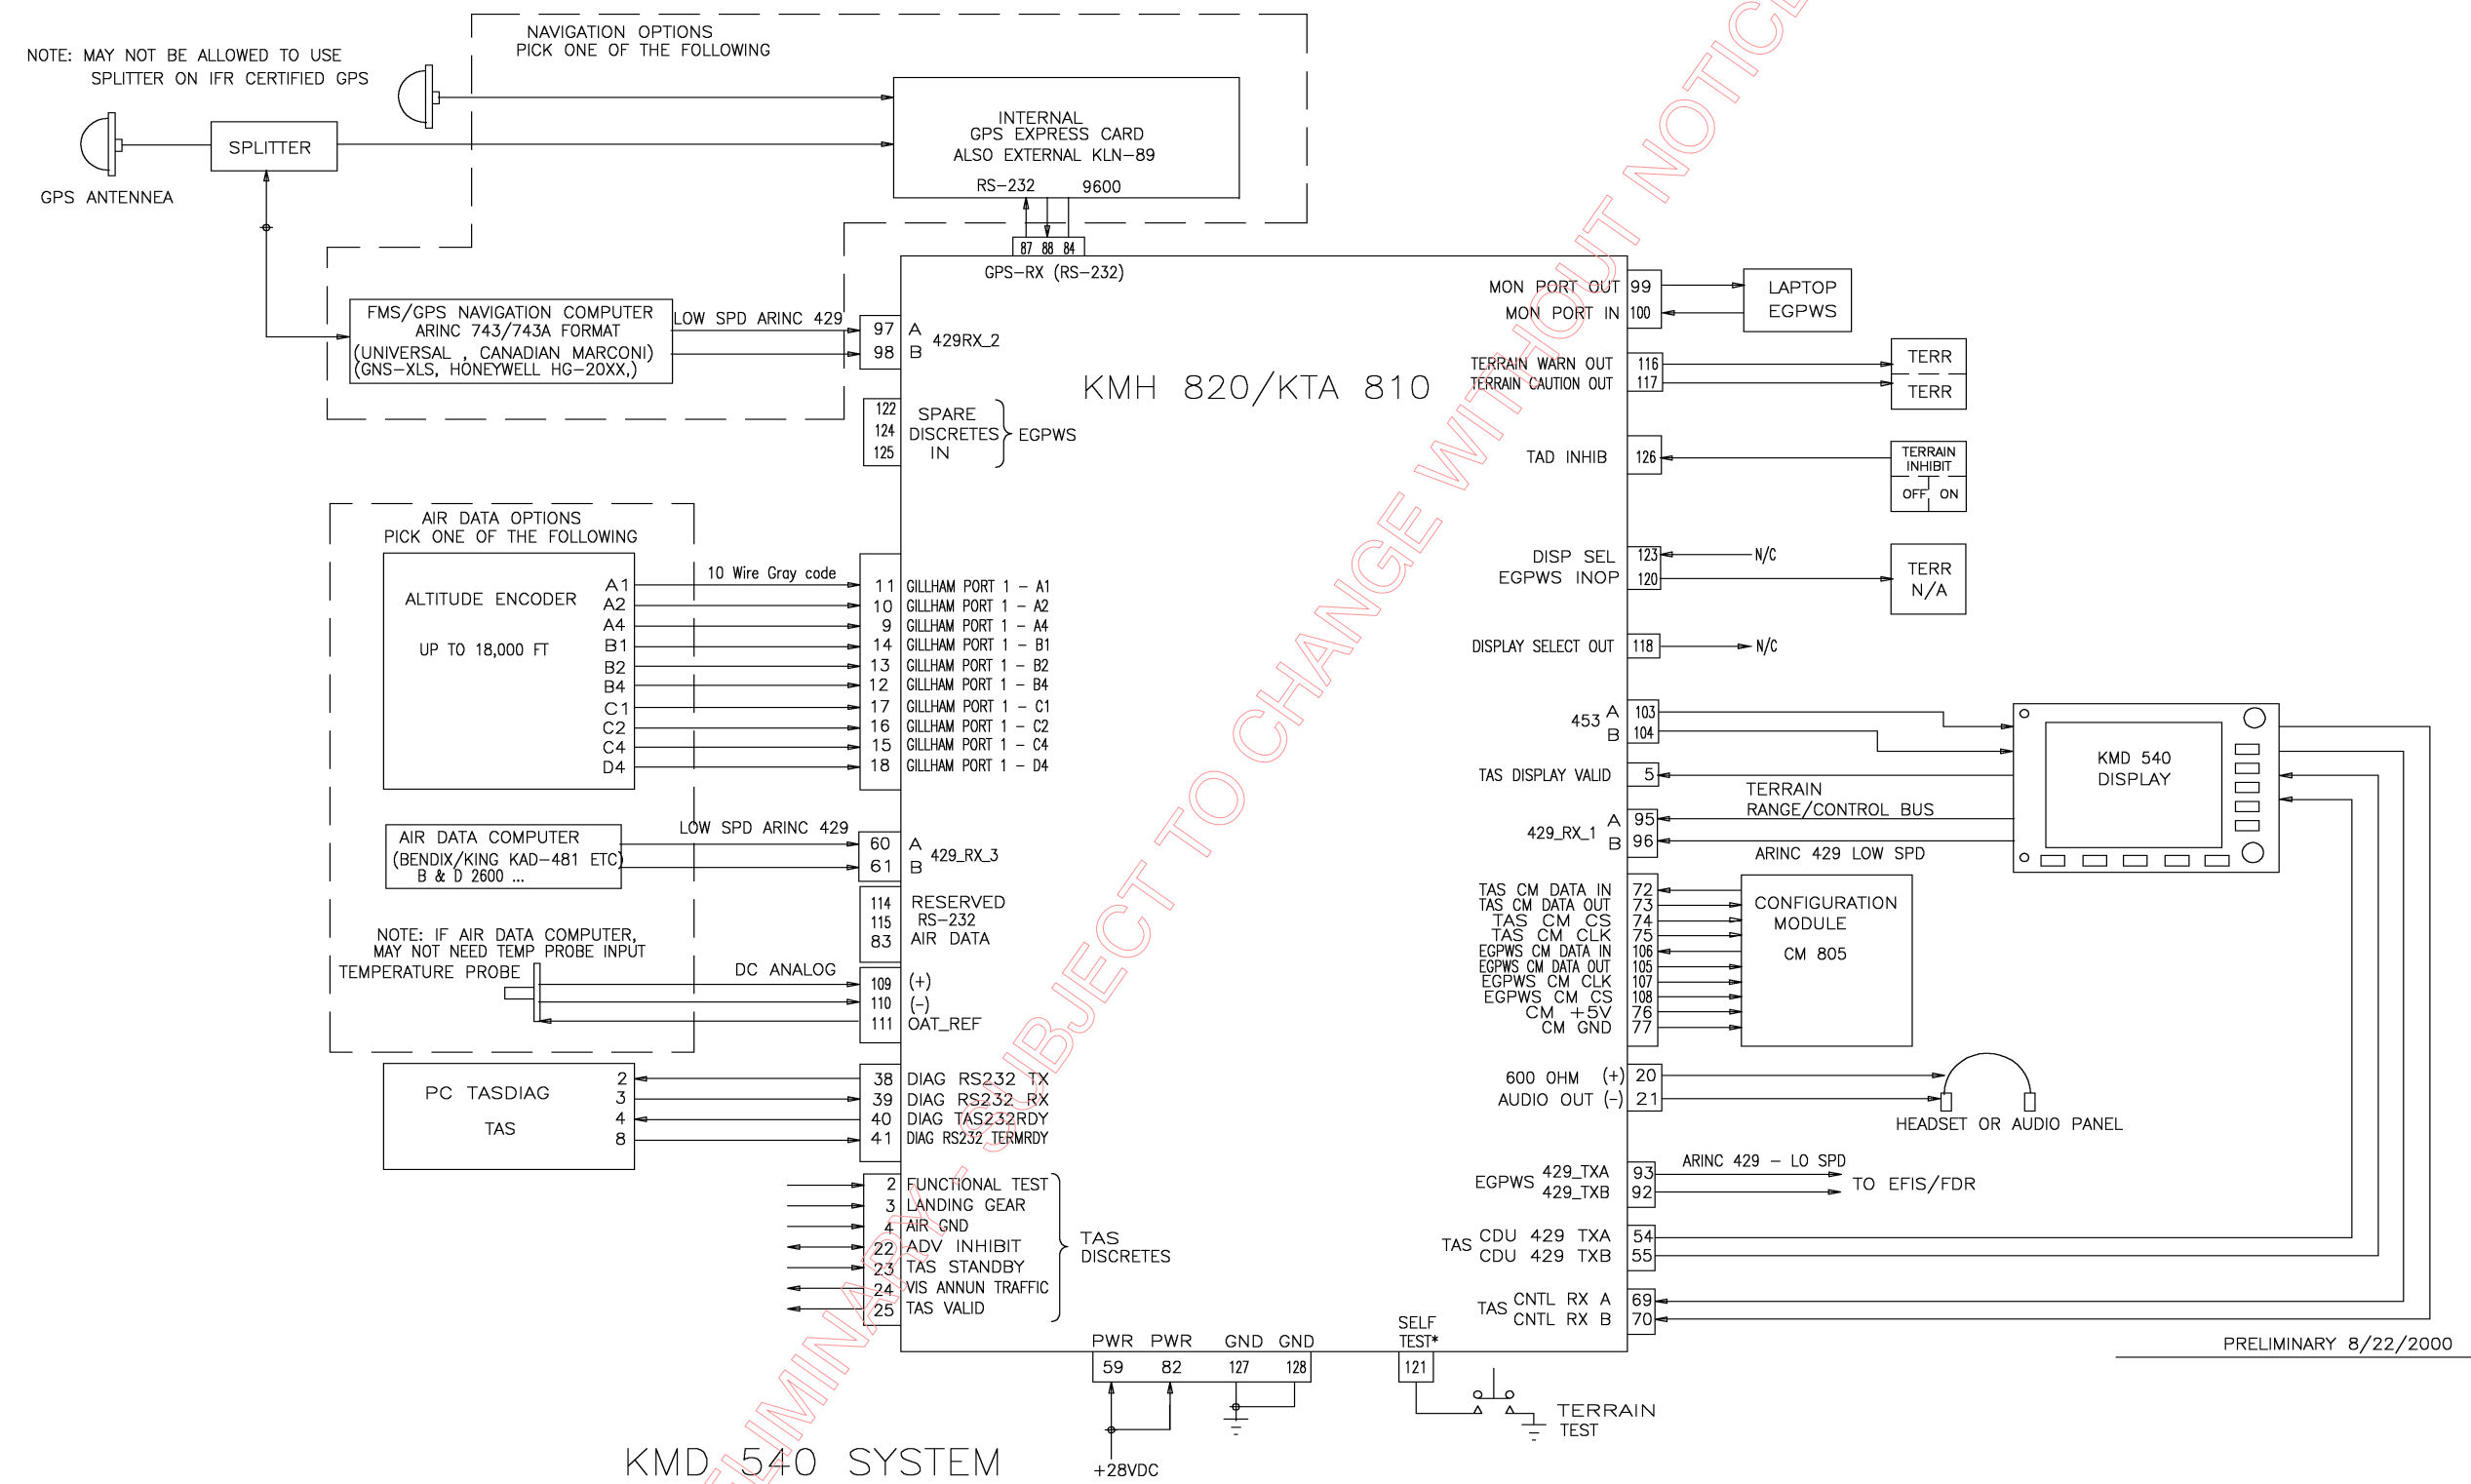 NAVIGATION OPTIONS
PICK ONE OF THE FOLLOWING
NOTE: MAY NOT BE ALLOWED TO USE
SPLITTER ON IFR CERTIFIED GPS
SPLITTER
GPS ANTENNEA
INTERNAL
GPS EXPRESS CARD
ALSO EXTERNAL KLN-89
RS-232 9600
87 88 84
GPS-RX (RS-232)
FMS/GPS NAVIGATION COMPUTER
ARINC 743/743A FORMAT
(UNIVERSAL , CANADIAN MARCONI)
(GNS-XLS, HONEYWELL HG-20XX,)
LOW SPD ARINC 429
97 A
98 B
429RX_2
122
124
125
SPARE
DISCRETES
IN
EGPWS
KMH 820/KTA 810
AIR DATA OPTIONS
PICK ONE OF THE FOLLOWING
ALTITUDE ENCODER
UP TO 18,000 FT
10 Wire Gray code
A1 11 GILLHAM PORT 1 - A1
A2 10 GILLHAM PORT 1 - A2
A4 9 GILLHAM PORT 1 - A4
B1 14 GILLHAM PORT 1 - B1
B2 13 GILLHAM PORT 1 - B2
B4 12 GILLHAM PORT 1 - B4
C1 17 GILLHAM PORT 1 - C1
C2 16 GILLHAM PORT 1 - C2
C4 15 GILLHAM PORT 1 - C4
D4 18 GILLHAM PORT 1 - D4
AIR DATA COMPUTER
(BENDIX/KING KAD-481 ETC)
B & D 2600 ...
LOW SPD ARINC 429
60 A
61 B
429_RX_3
114 RESERVED
115 RS-232
83 AIR DATA
NOTE: IF AIR DATA COMPUTER,
MAY NOT NEED TEMP PROBE INPUT
TEMPERATURE PROBE
DC ANALOG
109 (+)
110 (-)
111 OAT_REF
PC TASDIAG
TAS
2 38 DIAG RS232 TX
3 39 DIAG RS232 RX
4 40 DIAG TAS232RDY
8 41 DIAG RS232 TERMRDY
2 FUNCTIONAL TEST
3 LANDING GEAR
4 AIR GND
22 ADV INHIBIT
23 TAS STANDBY
24 VIS ANNUN TRAFFIC
25 TAS VALID
TAS
DISCRETES
PWR PWR GND GND
59 82 127 128
+28VDC
SELF
TEST*
121
TERRAIN
TEST
MON PORT OUT 99
MON PORT IN 100
LAPTOP
EGPWS
TERRAIN WARN OUT 116
TERRAIN CAUTION OUT 117
TERR
TERR
TAD INHIB 126
TERRAIN
INHIBIT
OFF ON
DISP SEL 123 N/C
EGPWS INOP 120
TERR
N/A
DISPLAY SELECT OUT 118 N/C
453 A 103
B 104
TAS DISPLAY VALID 5
TERRAIN
RANGE/CONTROL BUS
429_RX_1 A 95
B 96
ARINC 429 LOW SPD
KMD 540
DISPLAY
TAS CM DATA IN 72
TAS CM DATA OUT 73
TAS CM CS 74
TAS CM CLK 75
EGPWS CM DATA IN 106
EGPWS CM DATA OUT 105
EGPWS CM CLK 107
EGPWS CM CS 108
CM +5V 76
CM GND 77
CONFIGURATION
MODULE
CM 805
600 OHM (+) 20
AUDIO OUT (-) 21
HEADSET OR AUDIO PANEL
EGPWS 429_TXA 93
429_TXB 92
ARINC 429 - LO SPD
TO EFIS/FDR
TAS CDU 429 TXA 54
CDU 429 TXB 55
TAS CNTL RX A 69
CNTL RX B 70
PRELIMINARY 8/22/2000
KMD 540 SYSTEM
ELIMINARY - SUBJECT TO CHANGE WITHOUT NOTICE